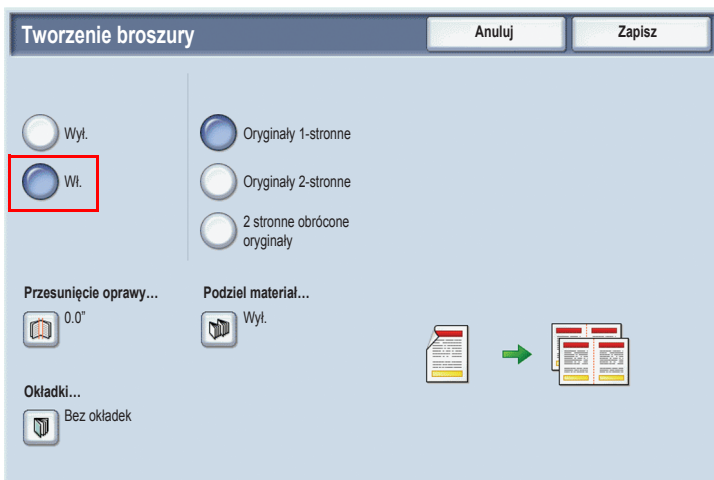 Tworzenie broszury
Anuluj
Zapisz
Wył.
Wł.
Oryginały 1-stronne
Oryginały 2-stronne
2 stronne obrócone
oryginały
Przesunięcie oprawy…
0.0"
Podziel materiał…
Wył.
Okładki…
Bez okładek